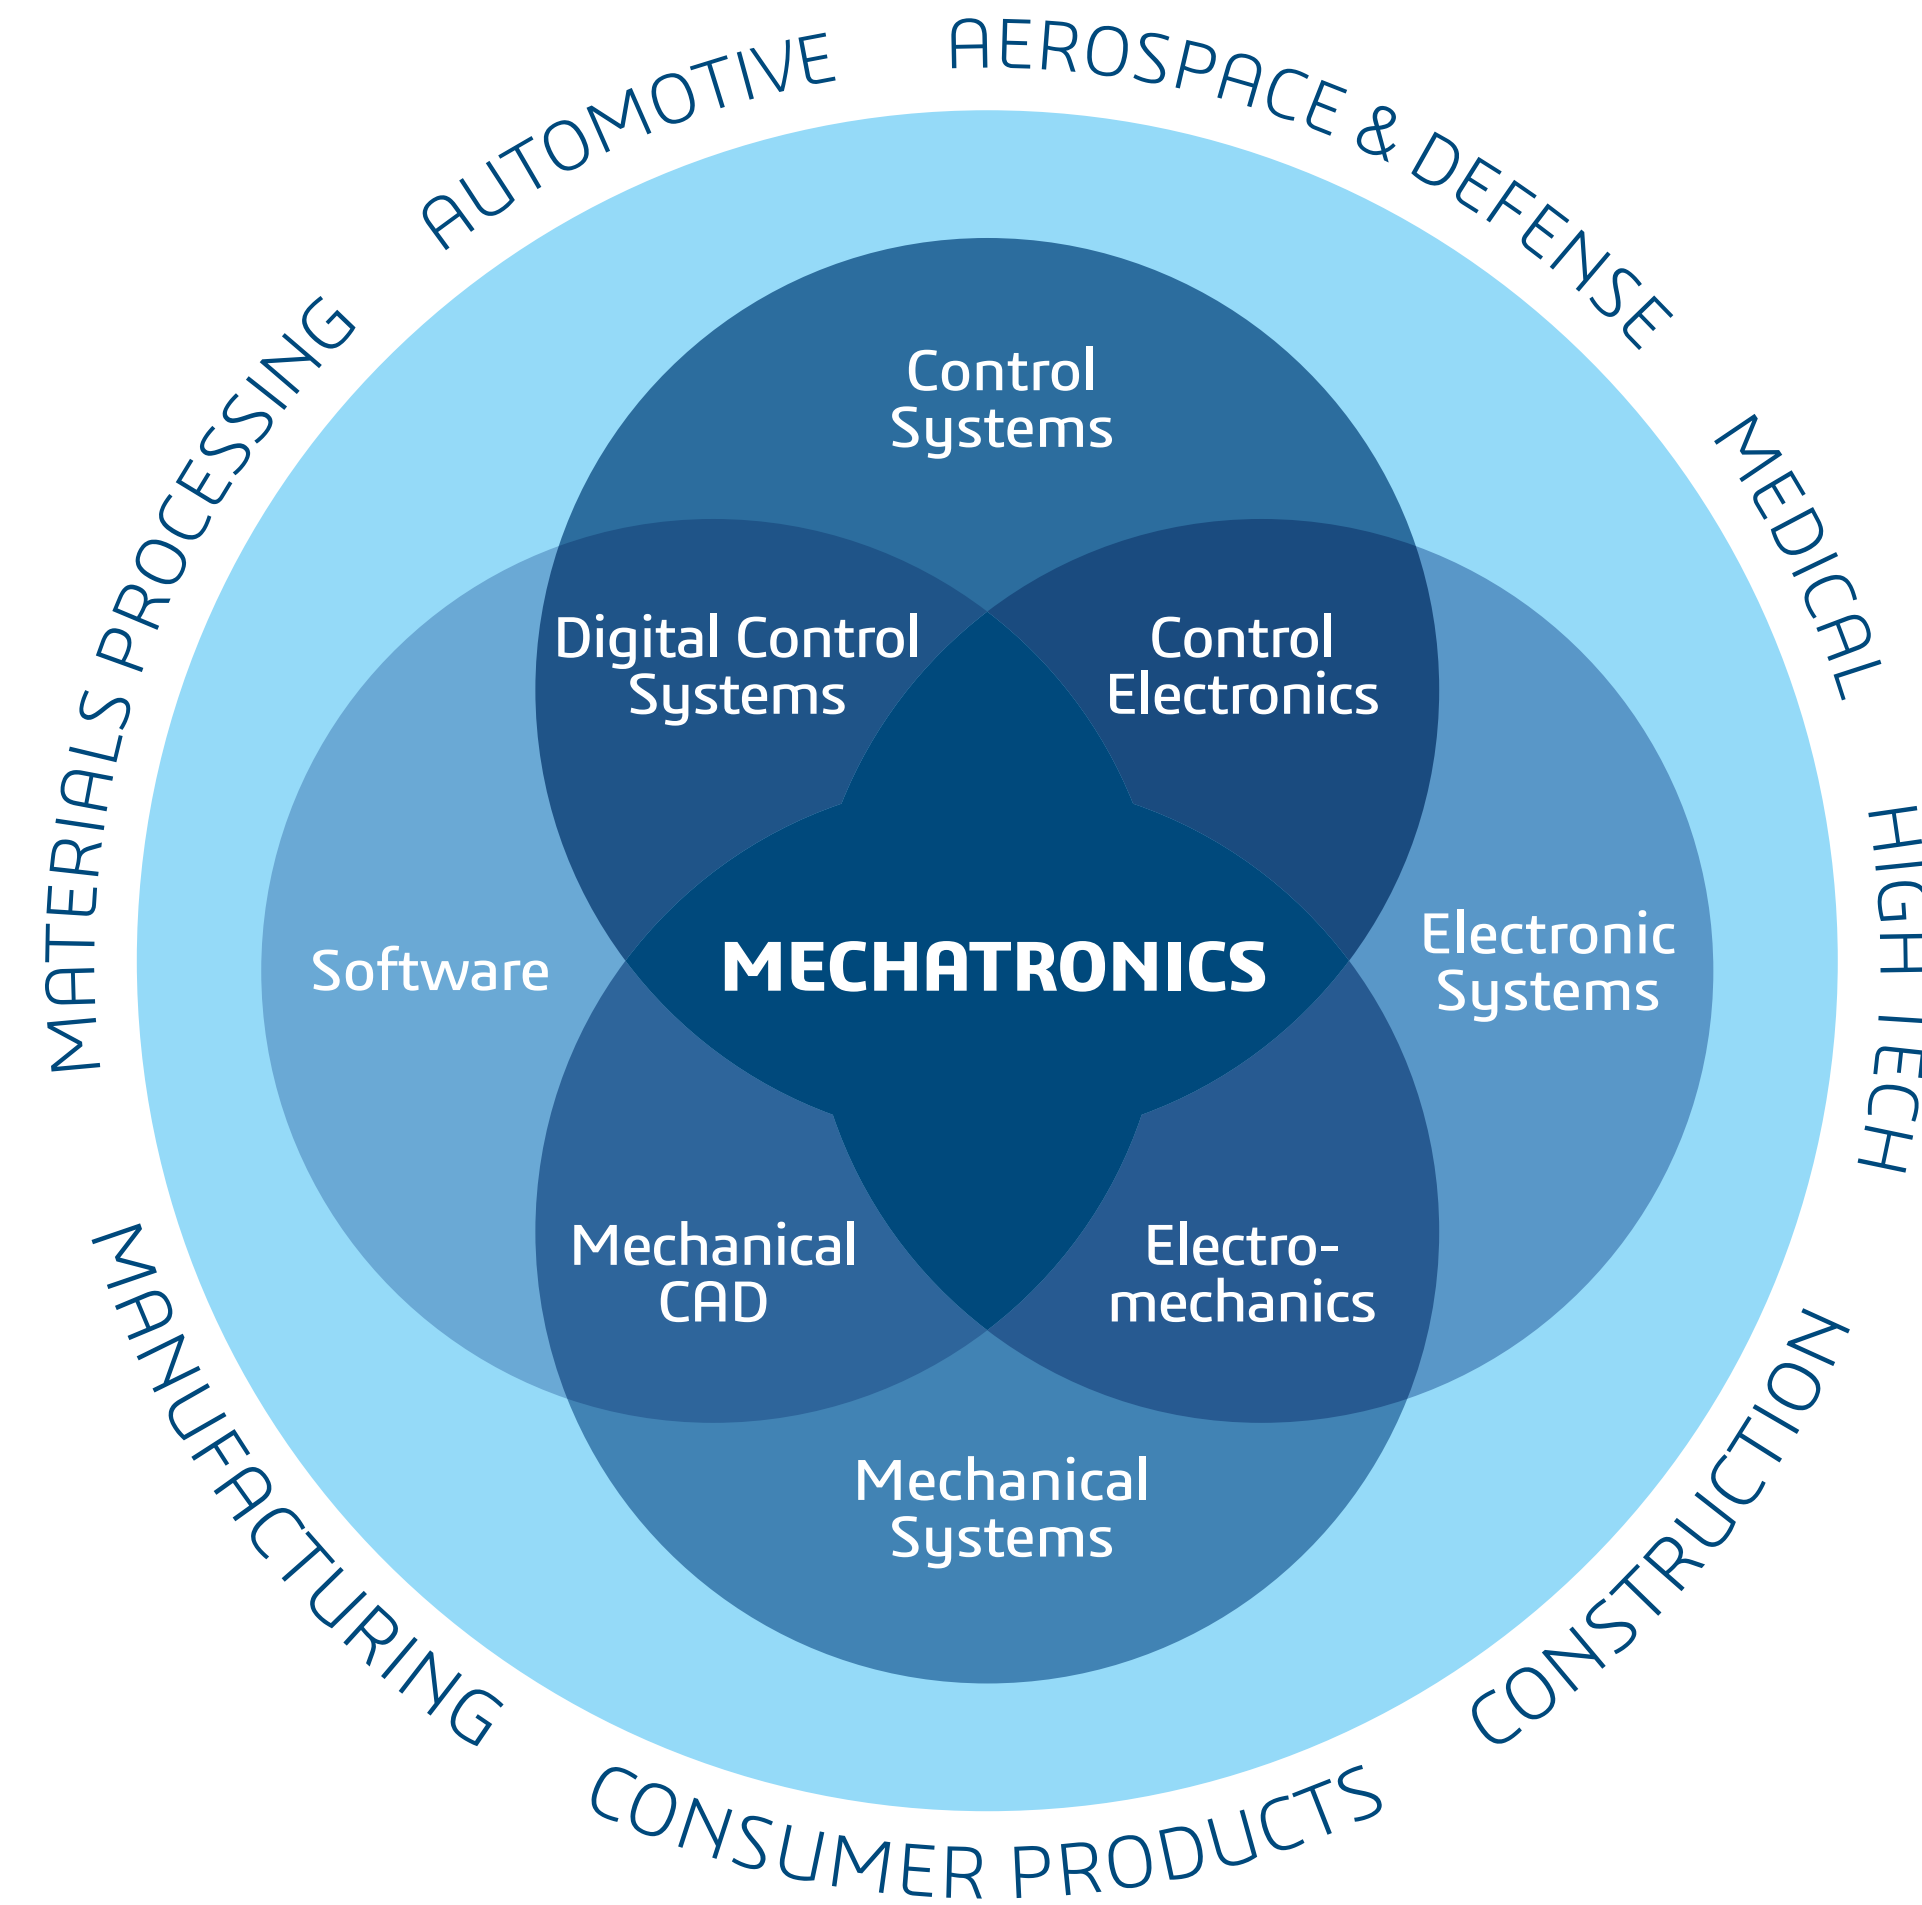 AUTOMOTIVE
AEROSPACE & DEFENSE
MEDICAL
HIGH TECH
CONSTRUCTION
CONSUMER PRODUCTS
MANUFACTURING
MATERIALS PROCESSING
Control
Systems
Digital Control
Systems
Control
Electronics
Software
MECHATRONICS
Electronic
Systems
Mechanical
CAD
Electro-
mechanics
Mechanical
Systems